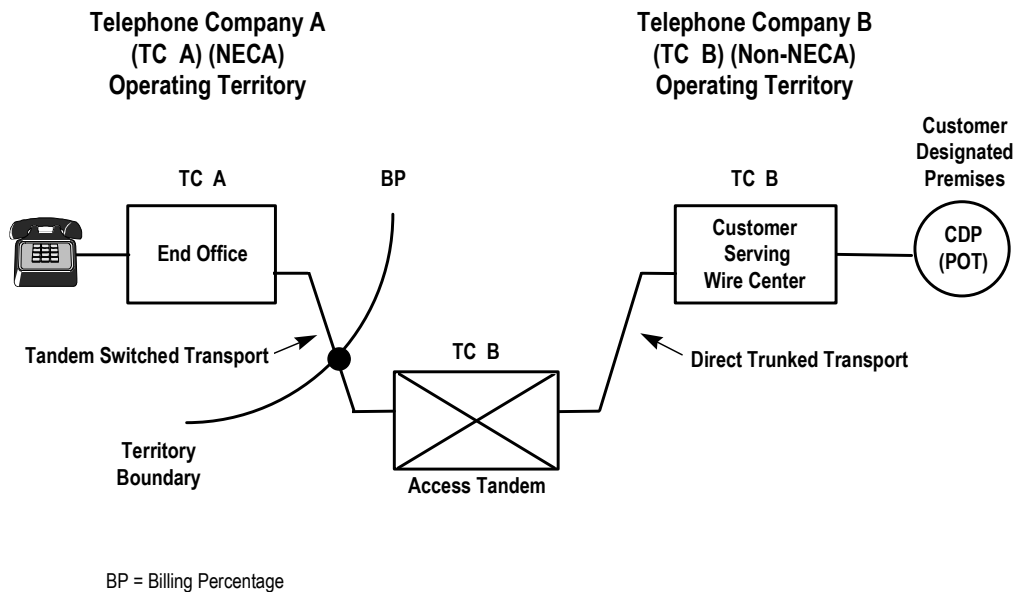 Telephone Company A
(TC A) (NECA)
Operating Territory
Telephone Company B
(TC B) (Non-NECA)
Operating Territory
Customer
Designated
Premises
TC A
BP
TC B
End Office
Customer
Serving
Wire Center
CDP
(POT)
Tandem Switched Transport
TC B
Direct Trunked Transport
Territory
Boundary
Access Tandem
BP = Billing Percentage